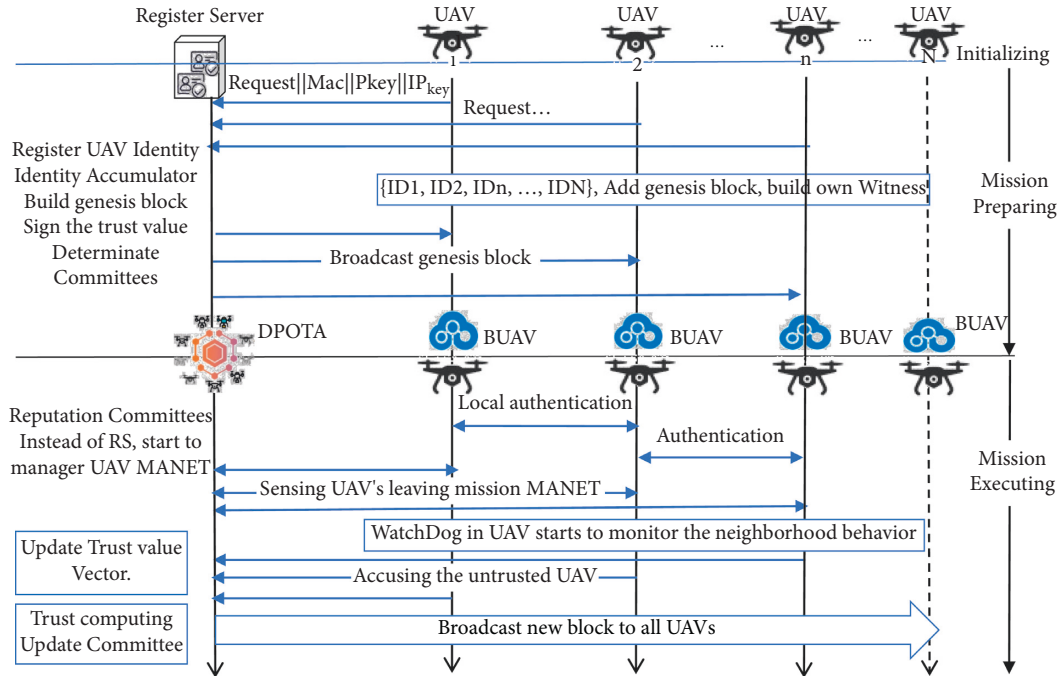 Register Server
UAV
UAV
UAV
UAV
...
...
1
2
n
N
Initializing
Request||Mac||Pkey||IPkey
Request…
Register UAV Identity
Identity Accumulator
Build genesis block
Sign the trust value
Determinate
Committees
{ID1, ID2, IDn, …, IDN}, Add genesis block, build own Witness
Mission
Preparing
Broadcast genesis block
DPOTA
BUAV
BUAV
BUAV
BUAV
Reputation Committees
Instead of RS, start to
manager UAV MANET
Local authentication
Authentication
Mission
Executing
Sensing UAV's leaving mission MANET
WatchDog in UAV starts to monitor the neighborhood behavior
Update Trust value
Vector.
Accusing the untrusted UAV
Trust computing
Update Committee
Broadcast new block to all UAVs